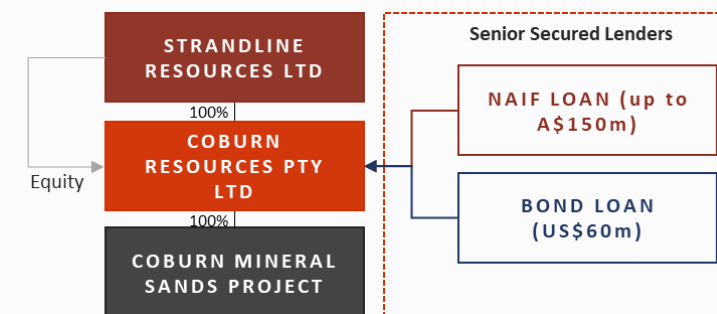 STRANDLINE
RESOURCES LTD
100%
COBURN
RESOURCES PTY
LTD
Equity
100%
COBURN MINERAL
SANDS PROJECT
Senior Secured Lenders
NAIF LOAN (up to
A$150m)
BOND LOAN
(US$60m)